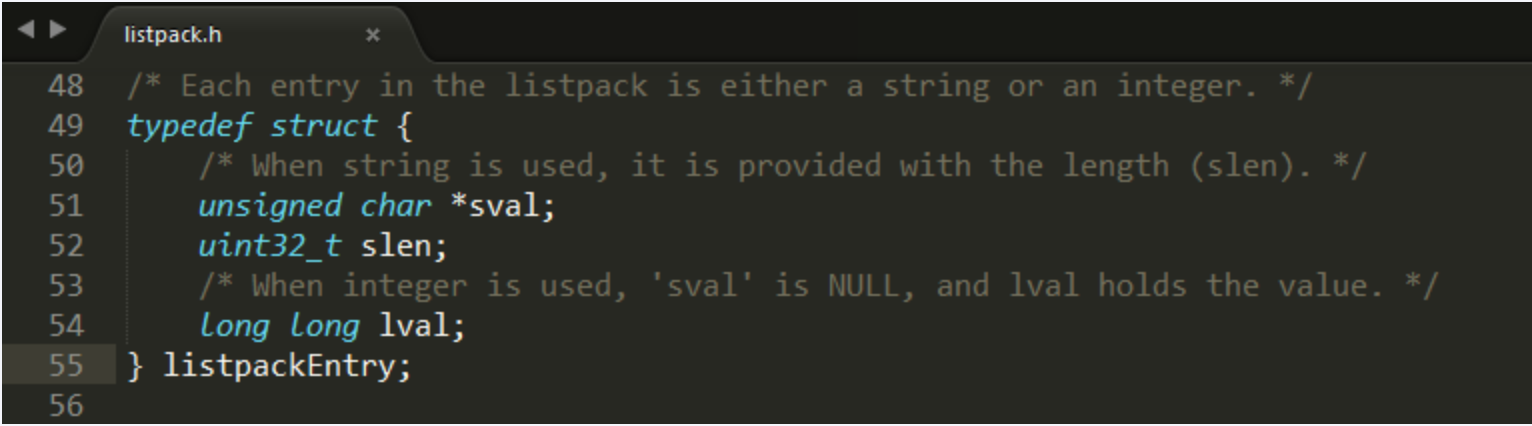 listpack.h ×
48 /* Each entry in the listpack is either a string or an integer. */
49 typedef struct {
50     /* When string is used, it is provided with the length (slen). */
51     unsigned char *sval;
52     uint32_t slen;
53     /* When integer is used, 'sval' is NULL, and lval holds the value. */
54     long long lval;
55 } listpackEntry;
56